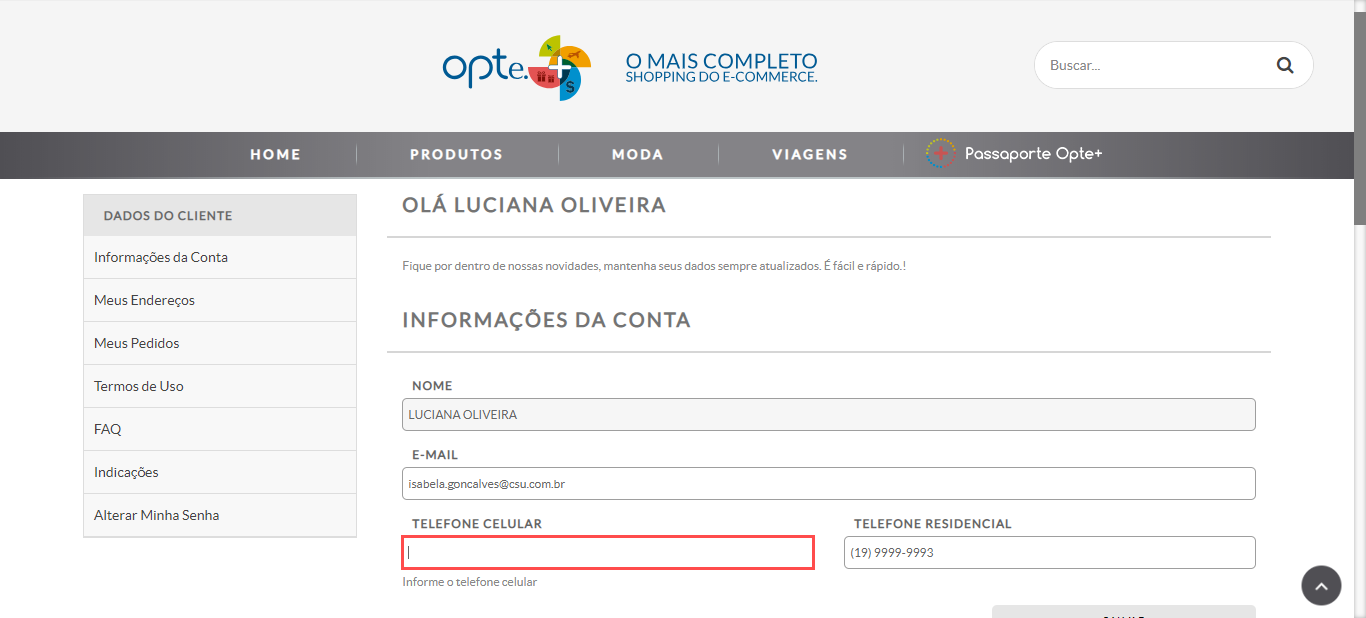 opte.+
O MAIS COMPLETO
SHOPPING DO E-COMMERCE.
Buscar...
HOME
PRODUTOS
MODA
VIAGENS
Passaporte Opte+
DADOS DO CLIENTE
Informações da Conta
Meus Endereços
Meus Pedidos
Termos de Uso
FAQ
Indicações
Alterar Minha Senha
OLÁ LUCIANA OLIVEIRA
Fique por dentro de nossas novidades, mantenha seus dados sempre atualizados. É fácil e rápido.!
INFORMAÇÕES DA CONTA
NOME
LUCIANA OLIVEIRA
E-MAIL
isabela.goncalves@csu.com.br
TELEFONE CELULAR
TELEFONE RESIDENCIAL
(19) 9999-9993
Informe o telefone celular